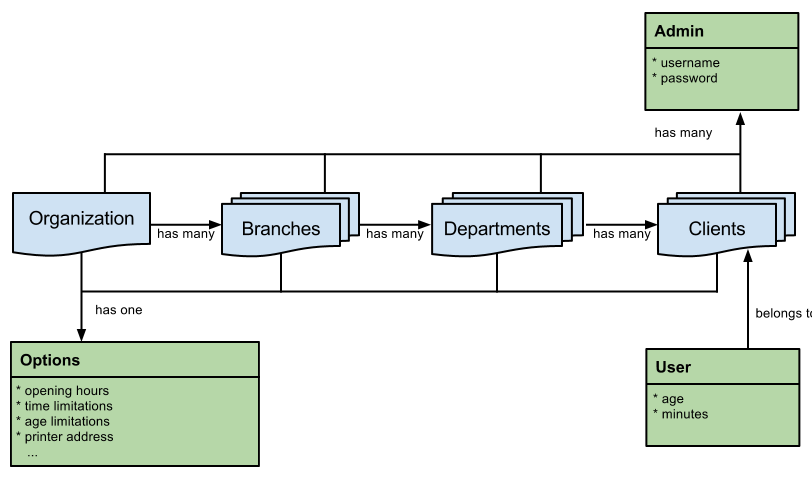 Admin
* username
* password
has many
Organization
has many
Branches
has many
Departments
has many
Clients
has one
belongs to
Options
* opening hours
* time limitations
* age limitations
* printer address
...
User
* age
* minutes